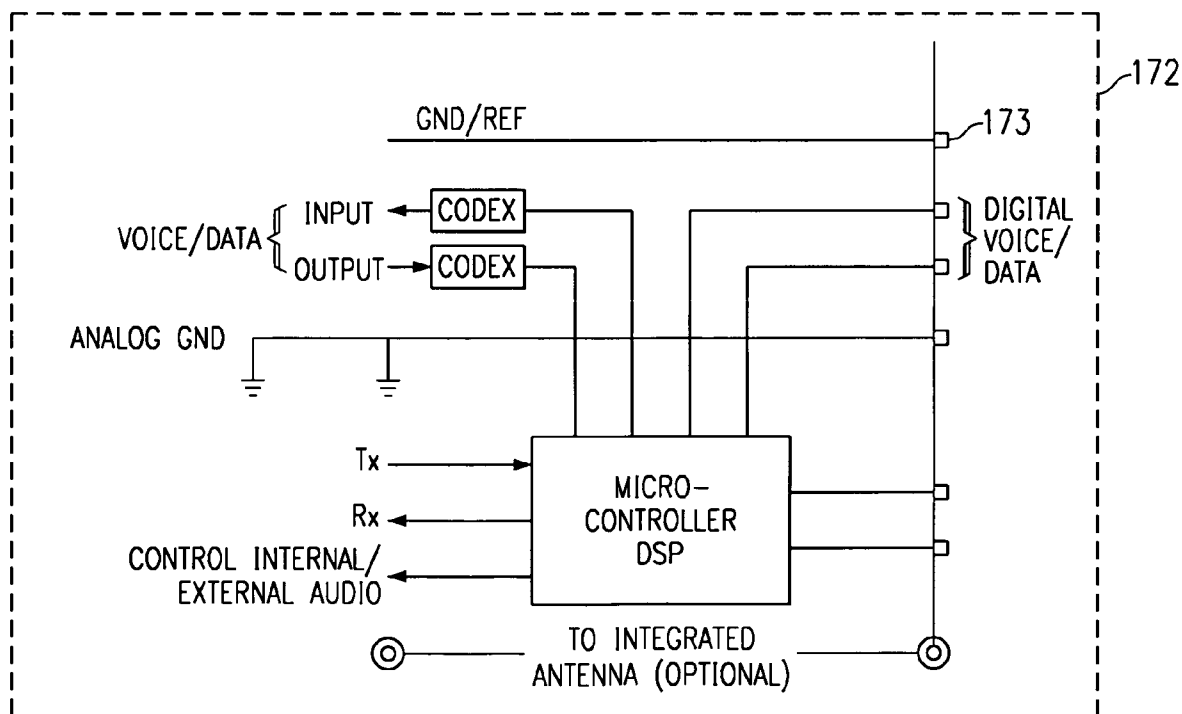 172
GND/REF
173
INPUT
CODEX
VOICE/DATA
OUTPUT
CODEX
DIGITAL
VOICE/
DATA
ANALOG GND
Tx
Rx
CONTROL INTERNAL/
EXTERNAL AUDIO
MICRO-
CONTROLLER
DSP
TO INTEGRATED
ANTENNA (OPTIONAL)